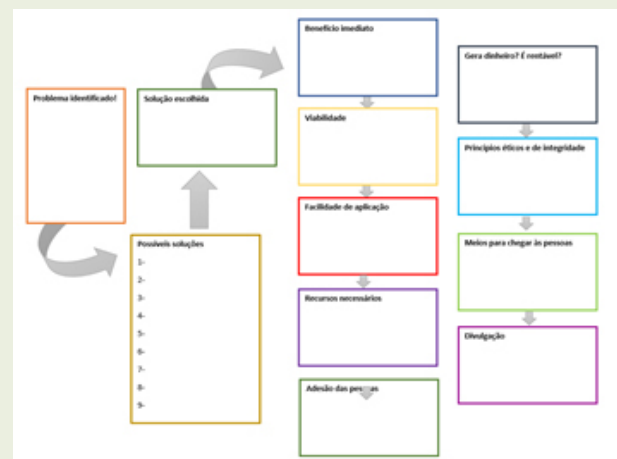 Problema identificado!
Possíveis soluções
1-
2-
3-
4-
5-
6-
7-
8-
9-
Solução escolhida
Benefício imediato
Viabilidade
Facilidade de aplicação
Recursos necessários
Adesão das pessoas
Gera dinheiro? É rentável?
Princípios éticos e de integridade
Meios para chegar às pessoas
Divulgação